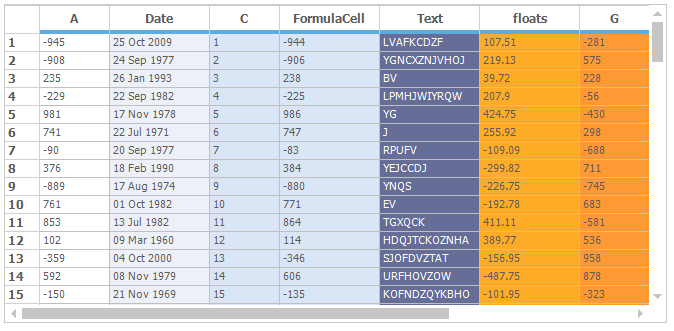 A Date C FormulaCell Text floats G
1 -945 25 Oct 2009 1 -944 LVAFKCDZF 107.51 -281
2 -908 24 Sep 1977 2 -906 YGNCXZNJVHOJ 219.13 575
3 235 26 Jan 1993 3 238 BV 39.72 228
4 -229 22 Sep 1982 4 -225 LPMHJWIYRQW 207.9 -56
5 981 17 Nov 1978 5 986 YG 424.75 -430
6 741 22 Jul 1971 6 747 J 255.92 298
7 -90 20 Sep 1977 7 -83 RPUFV -109.09 -688
8 376 18 Feb 1990 8 384 YEJCCDJ -299.82 711
9 -889 17 Aug 1974 9 -880 YNQS -226.75 -745
10 761 01 Oct 1982 10 771 EV -192.78 683
11 853 13 Jul 1982 11 864 TGXQCK 411.11 -581
12 102 09 Mar 1960 12 114 HDQJTCKOZNHA 389.77 536
13 -359 04 Oct 2000 13 -346 SJOFDVZTAT -156.95 958
14 592 08 Nov 1979 14 606 URFHOVZOW -487.75 878
15 -150 21 Nov 1969 15 -135 KOFNDZQYKBHO -101.95 -323